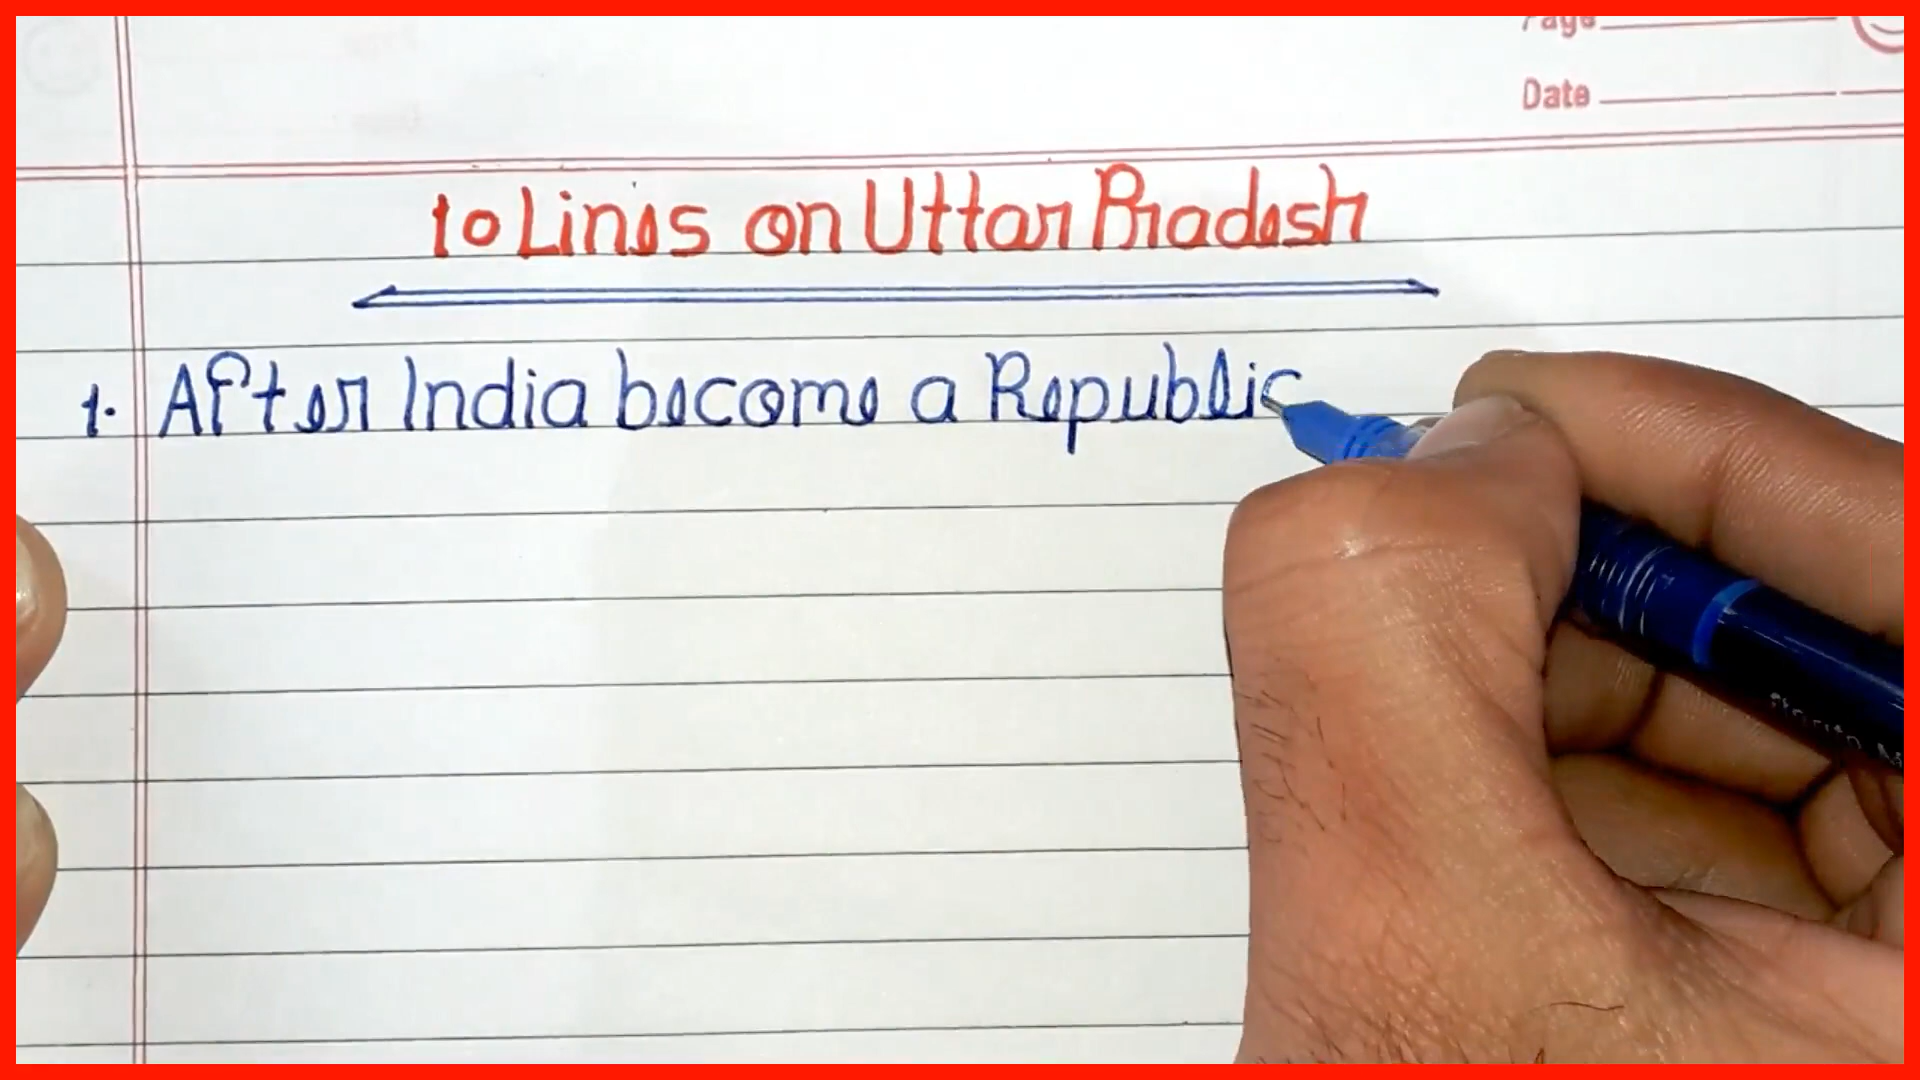 Page
Date
10 Lines on Uttar Pradesh
1. After India become a Republic